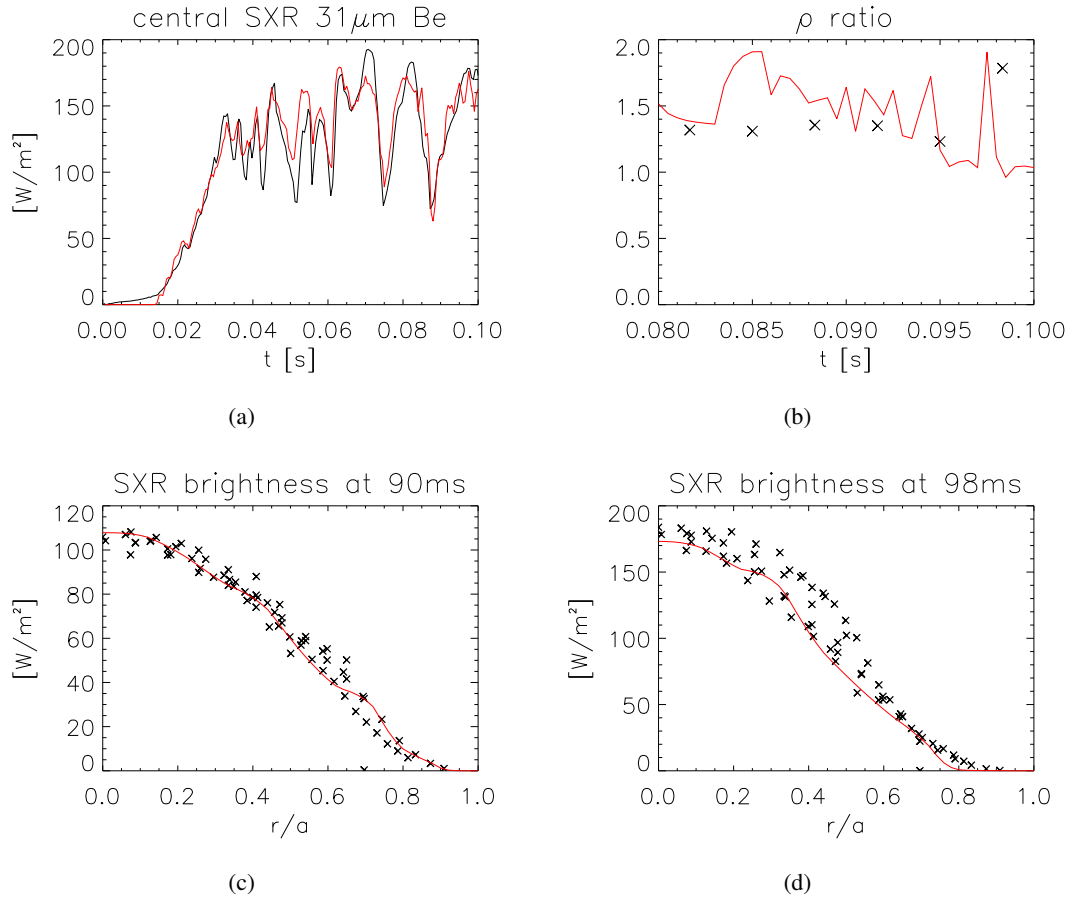 central SXR 31μm Be
[W/m²]
200
150
100
50
0
0.00 0.02 0.04 0.06 0.08 0.10
t [s]
(a)
ρ ratio
[W/m²]
2.0
1.5
1.0
0.5
0.0
0.080 0.085 0.090 0.095 0.100
t [s]
(b)
SXR brightness at 90ms
[W/m²]
120
100
80
60
40
20
0
0.0 0.2 0.4 0.6 0.8 1.0
r/a
(c)
SXR brightness at 98ms
[W/m²]
200
150
100
50
0
0.0 0.2 0.4 0.6 0.8 1.0
r/a
(d)